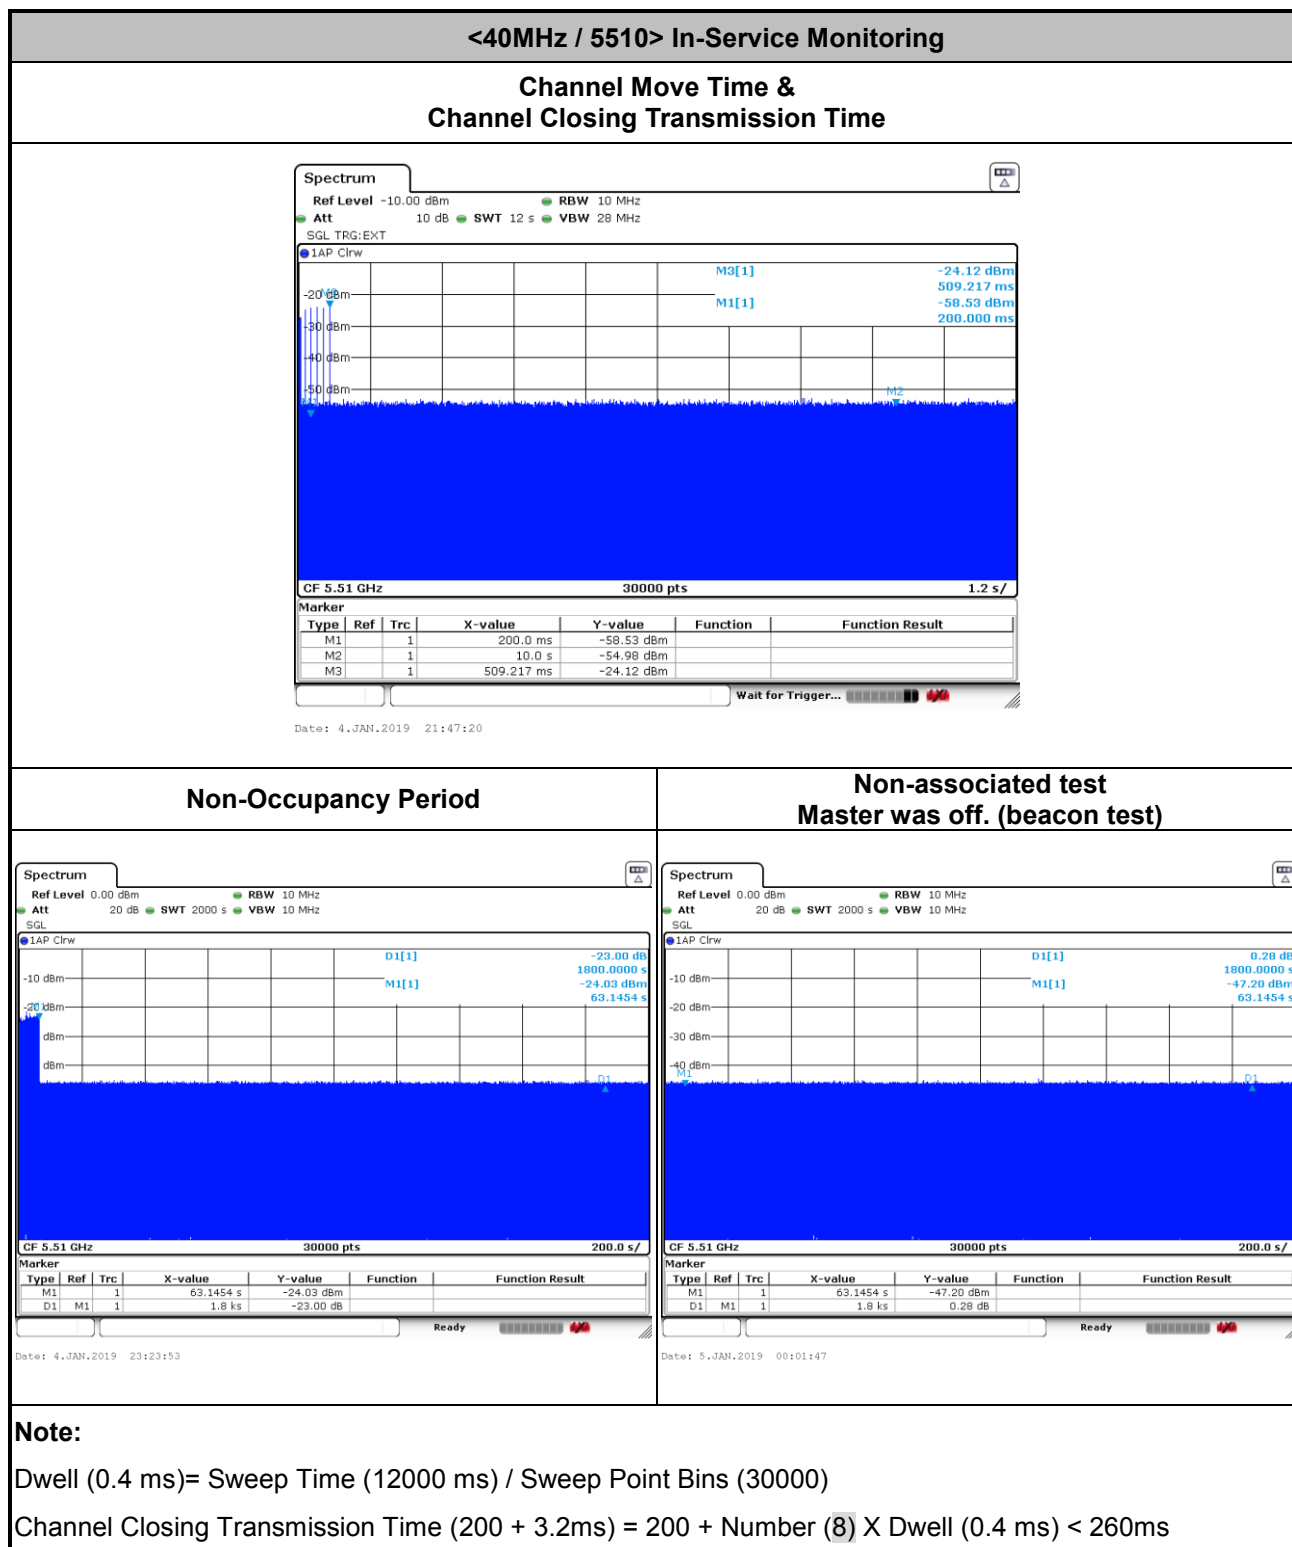 <40MHz / 5510> In-Service Monitoring
Channel Move Time &
Channel Closing Transmission Time
Spectrum
Ref Level -10.00 dBm RBW 10 MHz
Att 10 dB SWT 12 s VBW 28 MHz
SGL TRG:EXT
1AP Clrw
M3[1] -24.12 dBm
509.217 ms
M1[1] -58.53 dBm
200.000 ms
-20 dBm
-30 dBm
-40 dBm
-50 dBm
M2
CF 5.51 GHz 30000 pts 1.2 s/
Marker
Type Ref Trc X-value Y-value Function Function Result
M1 1 200.0 ms -58.53 dBm
M2 1 10.0 s -54.98 dBm
M3 1 509.217 ms -24.12 dBm
Wait for Trigger...
Date: 4.JAN.2019 21:47:20
Non-Occupancy Period
Spectrum
Ref Level 0.00 dBm RBW 10 MHz
Att 20 dB SWT 2000 s VBW 10 MHz
SGL
1AP Clrw
D1[1] -23.00 dB
1800.0000 s
M1[1] -24.03 dBm
63.1454 s
-10 dBm
-20 dBm
dBm
dBm
D1
CF 5.51 GHz 30000 pts 200.0 s/
Marker
Type Ref Trc X-value Y-value Function Function Result
M1 1 63.1454 s -24.03 dBm
D1 M1 1 1.8 ks -23.00 dB
Ready
Date: 4.JAN.2019 23:23:53
Non-associated test
Master was off. (beacon test)
Spectrum
Ref Level 0.00 dBm RBW 10 MHz
Att 20 dB SWT 2000 s VBW 10 MHz
SGL
1AP Clrw
D1[1] 0.28 dB
1800.0000 s
M1[1] -47.20 dBm
63.1454 s
-10 dBm
-20 dBm
-30 dBm
-40 dBm
M1
D1
CF 5.51 GHz 30000 pts 200.0 s/
Marker
Type Ref Trc X-value Y-value Function Function Result
M1 1 63.1454 s -47.20 dBm
D1 M1 1 1.8 ks 0.28 dB
Ready
Date: 5.JAN.2019 00:01:47
Note:
Dwell (0.4 ms)= Sweep Time (12000 ms) / Sweep Point Bins (30000)
Channel Closing Transmission Time (200 + 3.2ms) = 200 + Number (8) X Dwell (0.4 ms) < 260ms